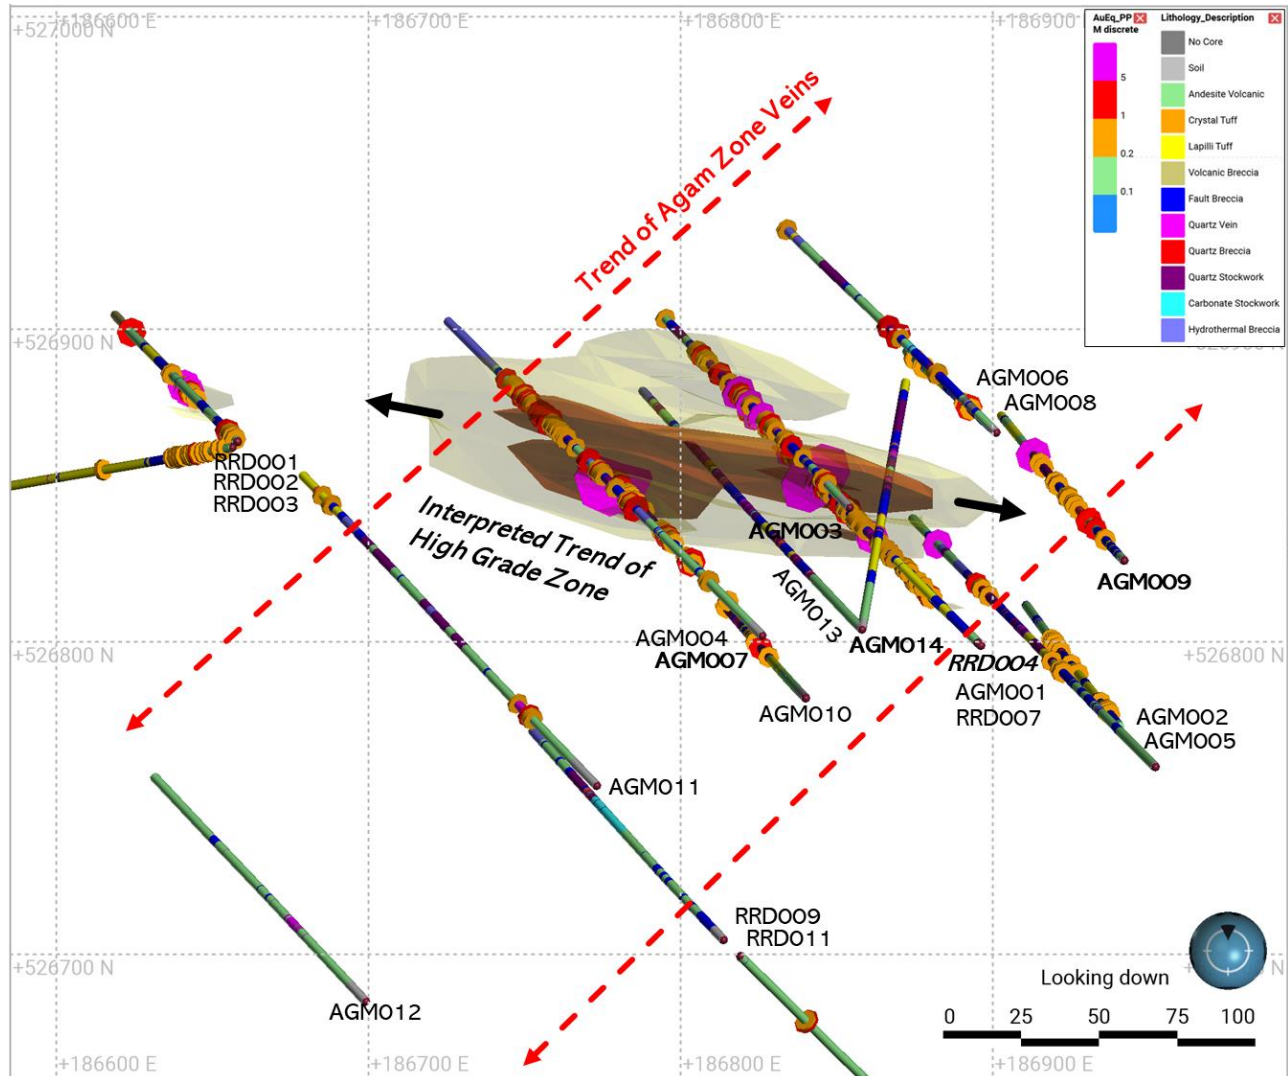 +527000 N
+186600 E
+186700 E
+186800 E
+186900 E
AuEq_PP
M discrete
5
1
0.2
0.1
Lithology_Description
No Core
Soil
Andesite Volcanic
Crystal Tuff
Lapilli Tuff
Volcanic Breccia
Fault Breccia
Quartz Vein
Quartz Breccia
Quartz Stockwork
Carbonate Stockwork
Hydrothermal Breccia
Trend of Agam Zone Veins
+526900 N
AGM006
AGM008
RRD001
RRD002
RRD003
Interpreted Trend of
High Grade Zone
AGM003
AGM013
AGM009
AGM004
AGM007
AGM014
RRD004
+526800 N
+526800 N
AGM001
RRD007
AGM010
AGM002
AGM005
AGM011
RRD009
RRD011
+526700 N
AGM012
Looking down
0 25 50 75 100
+186600 E
+186700 E
+186800 E
+186900 E